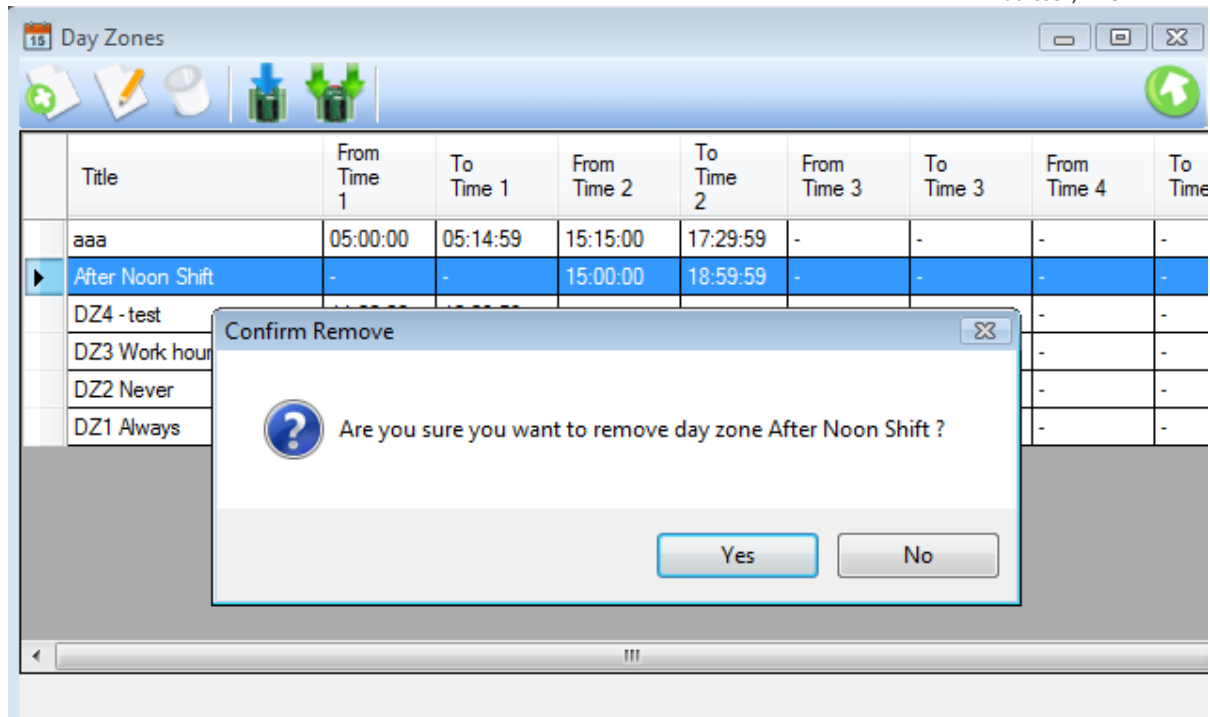 15 Day Zones
Title From Time 1 To Time 1 From Time 2 To Time 2 From Time 3 To Time 3 From Time 4 To Time
aaa 05:00:00 05:14:59 15:15:00 17:29:59 - - - -
After Noon Shift - - 15:00:00 18:59:59 - - - -
DZ4 - test - -
DZ3 Work hour - -
DZ2 Never - -
DZ1 Always - -
Confirm Remove
Are you sure you want to remove day zone After Noon Shift ?
Yes No